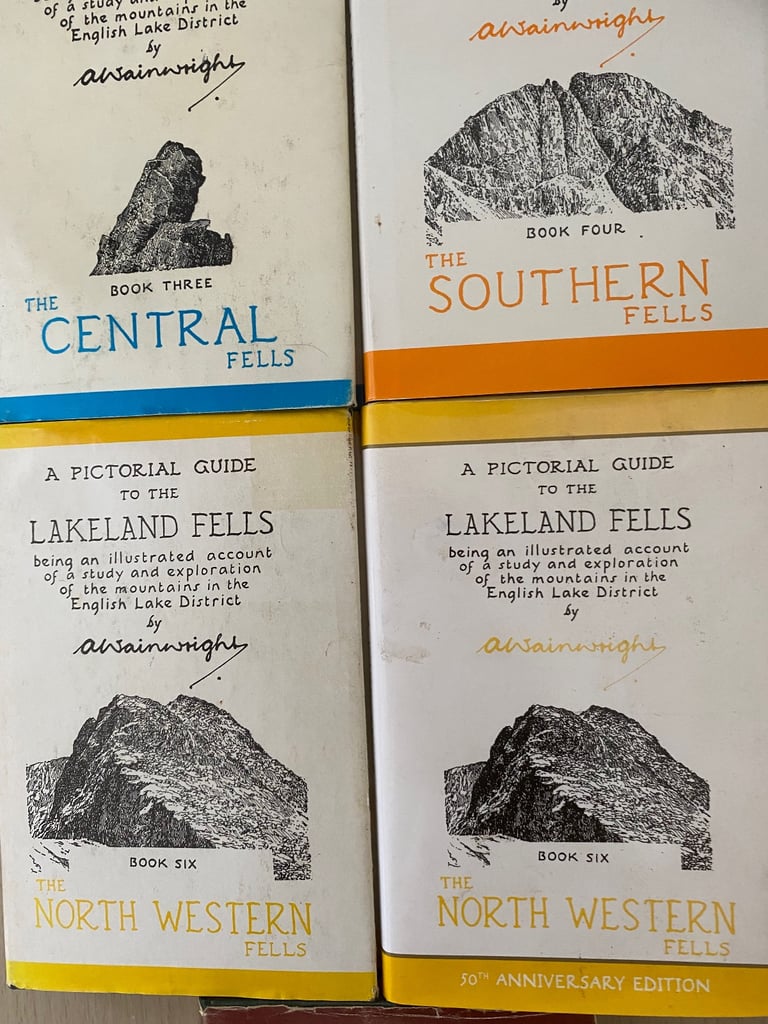 of a study and
of the mountains in the
English Lake District
by
AWainwright
BOOK THREE
THE
CENTRAL
FELLS
by
AWainwright
BOOK FOUR
THE
SOUTHERN
FELLS
A PICTORIAL GUIDE
TO THE
LAKELAND FELLS
being an illustrated account
of a study and exploration
of the mountains in the
English Lake District
by
AWainwright
BOOK SIX
THE
NORTH WESTERN
FELLS
A PICTORIAL GUIDE
TO THE
LAKELAND FELLS
being an illustrated account
of a study and exploration
of the mountains in the
English Lake District
by
AWainwright
BOOK SIX
THE
NORTH WESTERN
FELLS
50TH ANNIVERSARY EDITION